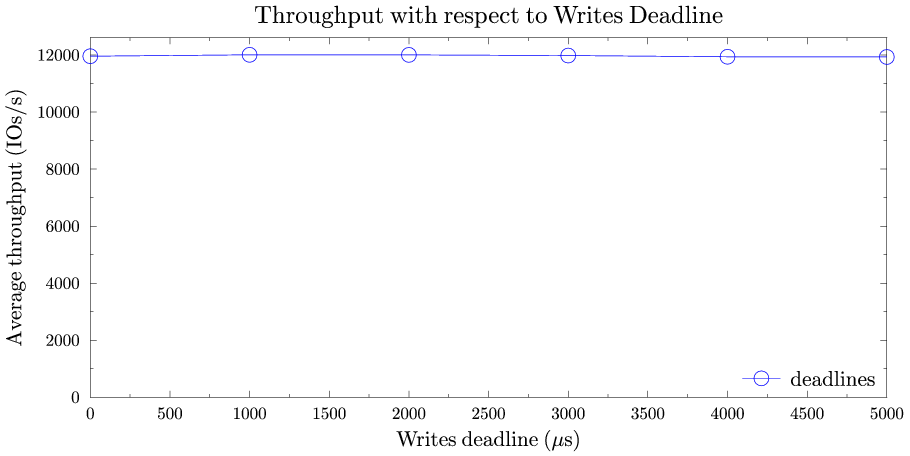 Throughput with respect to Writes Deadline
Average throughput (IOs/s)
12000
10000
8000
6000
4000
2000
0
0 500 1000 1500 2000 2500 3000 3500 4000 4500 5000
Writes deadline (μs)
deadlines